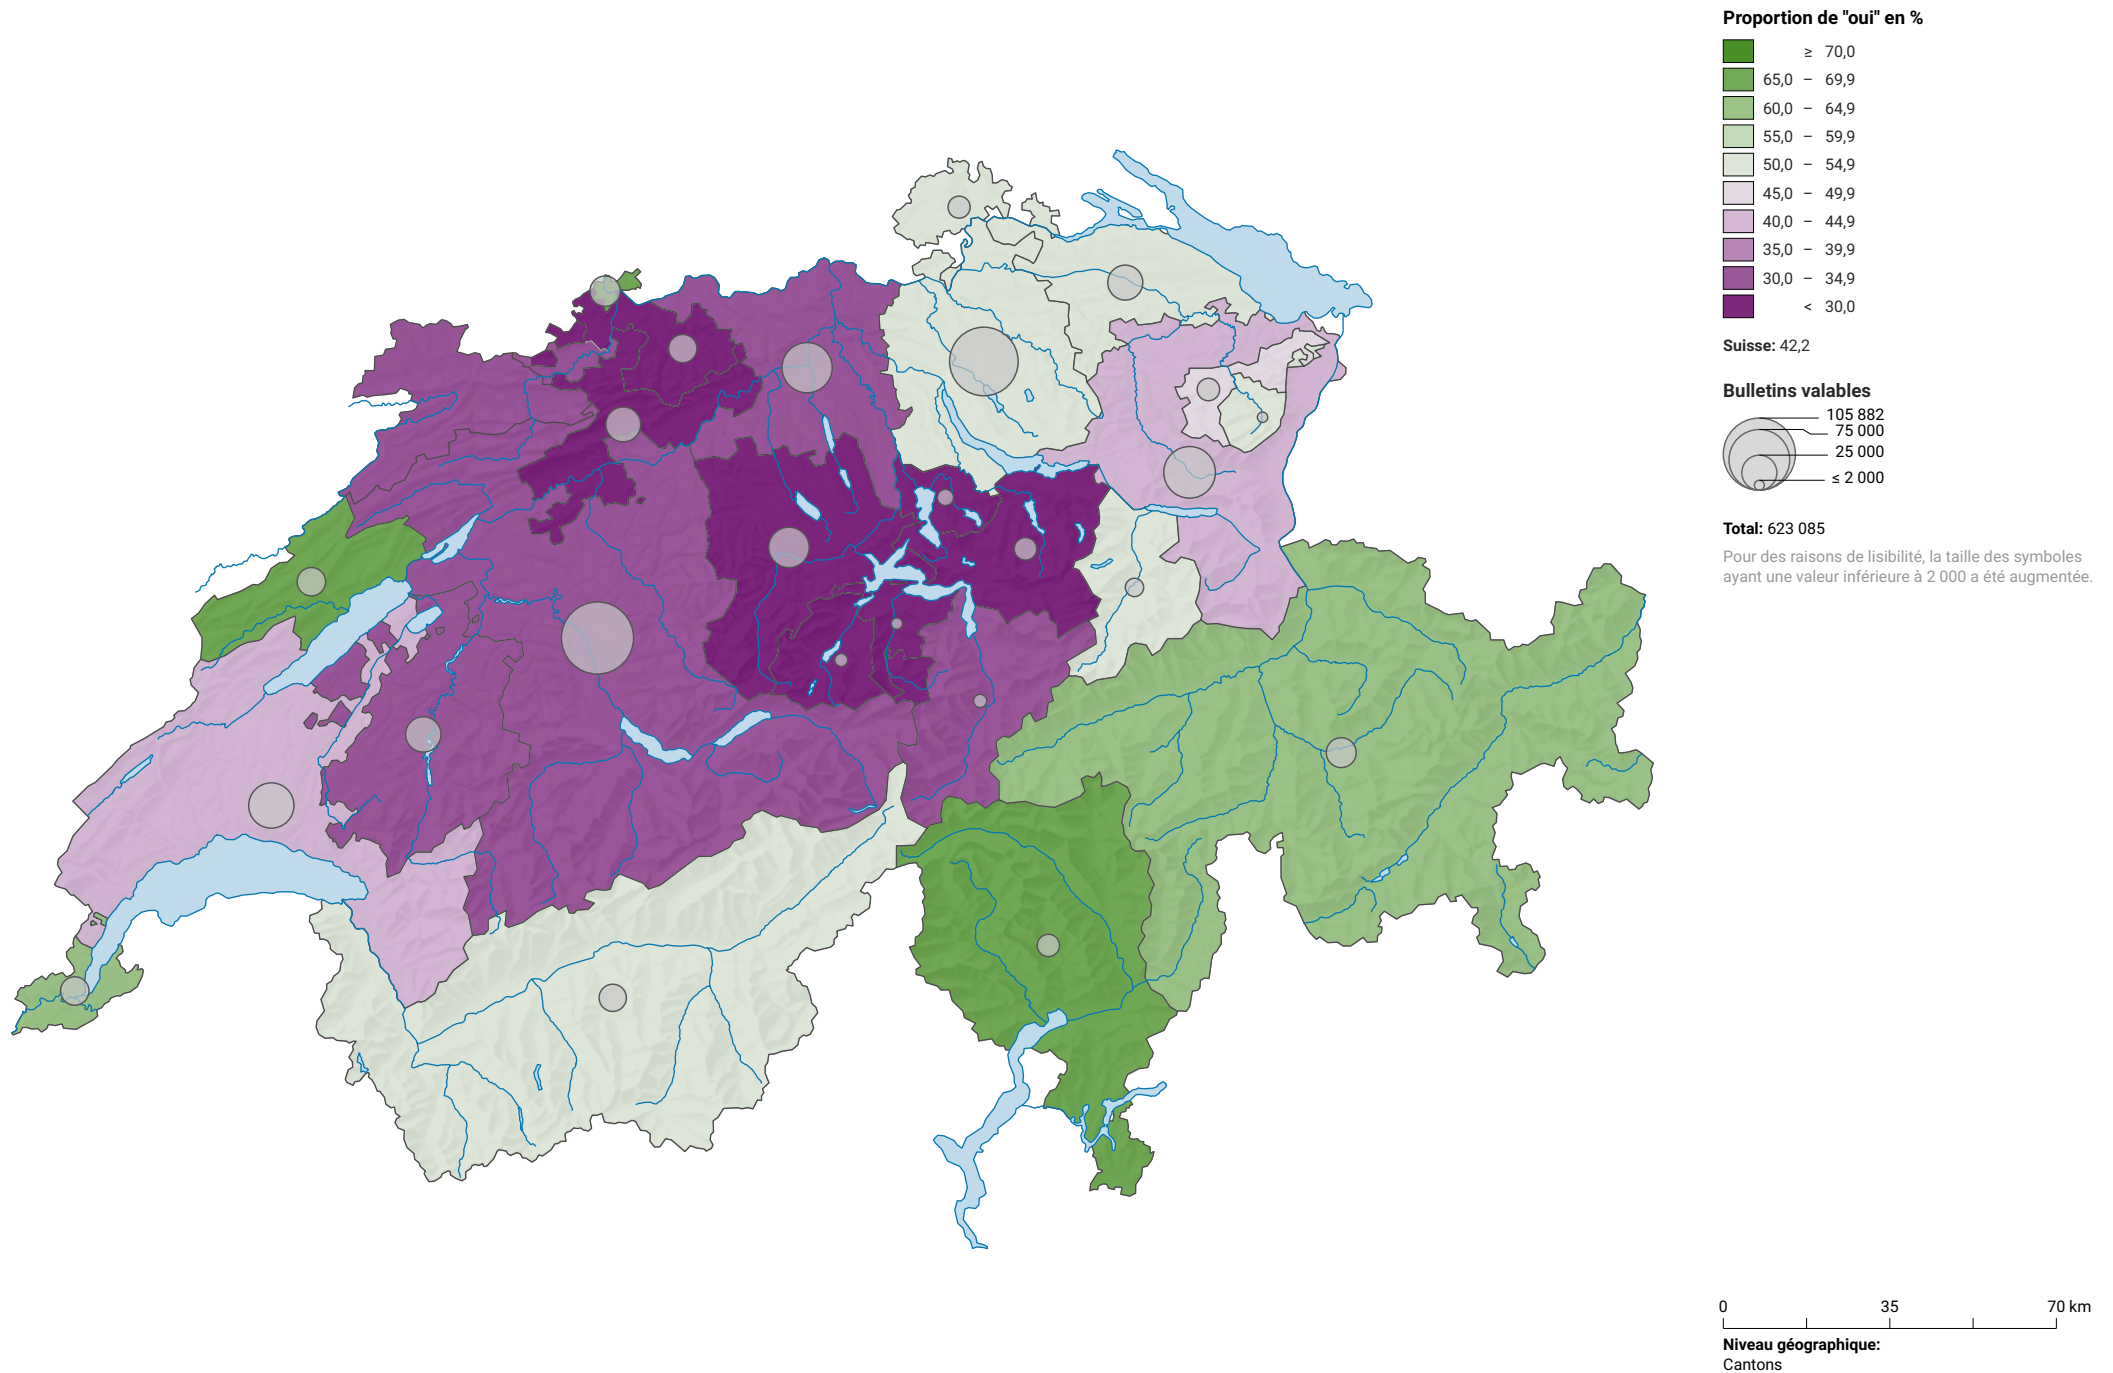 Proportion de "oui" en %
≥ 70,0
65,0 – 69,9
60,0 – 64,9
55,0 – 59,9
50,0 – 54,9
45,0 – 49,9
40,0 – 44,9
35,0 – 39,9
30,0 – 34,9
< 30,0
Suisse: 42,2
Bulletins valables
105 882
75 000
25 000
≤ 2 000
Total: 623 085
Pour des raisons de lisibilité, la taille des symboles
ayant une valeur inférieure à 2 000 a été augmentée.
0 35 70 km
Niveau géographique:
Cantons